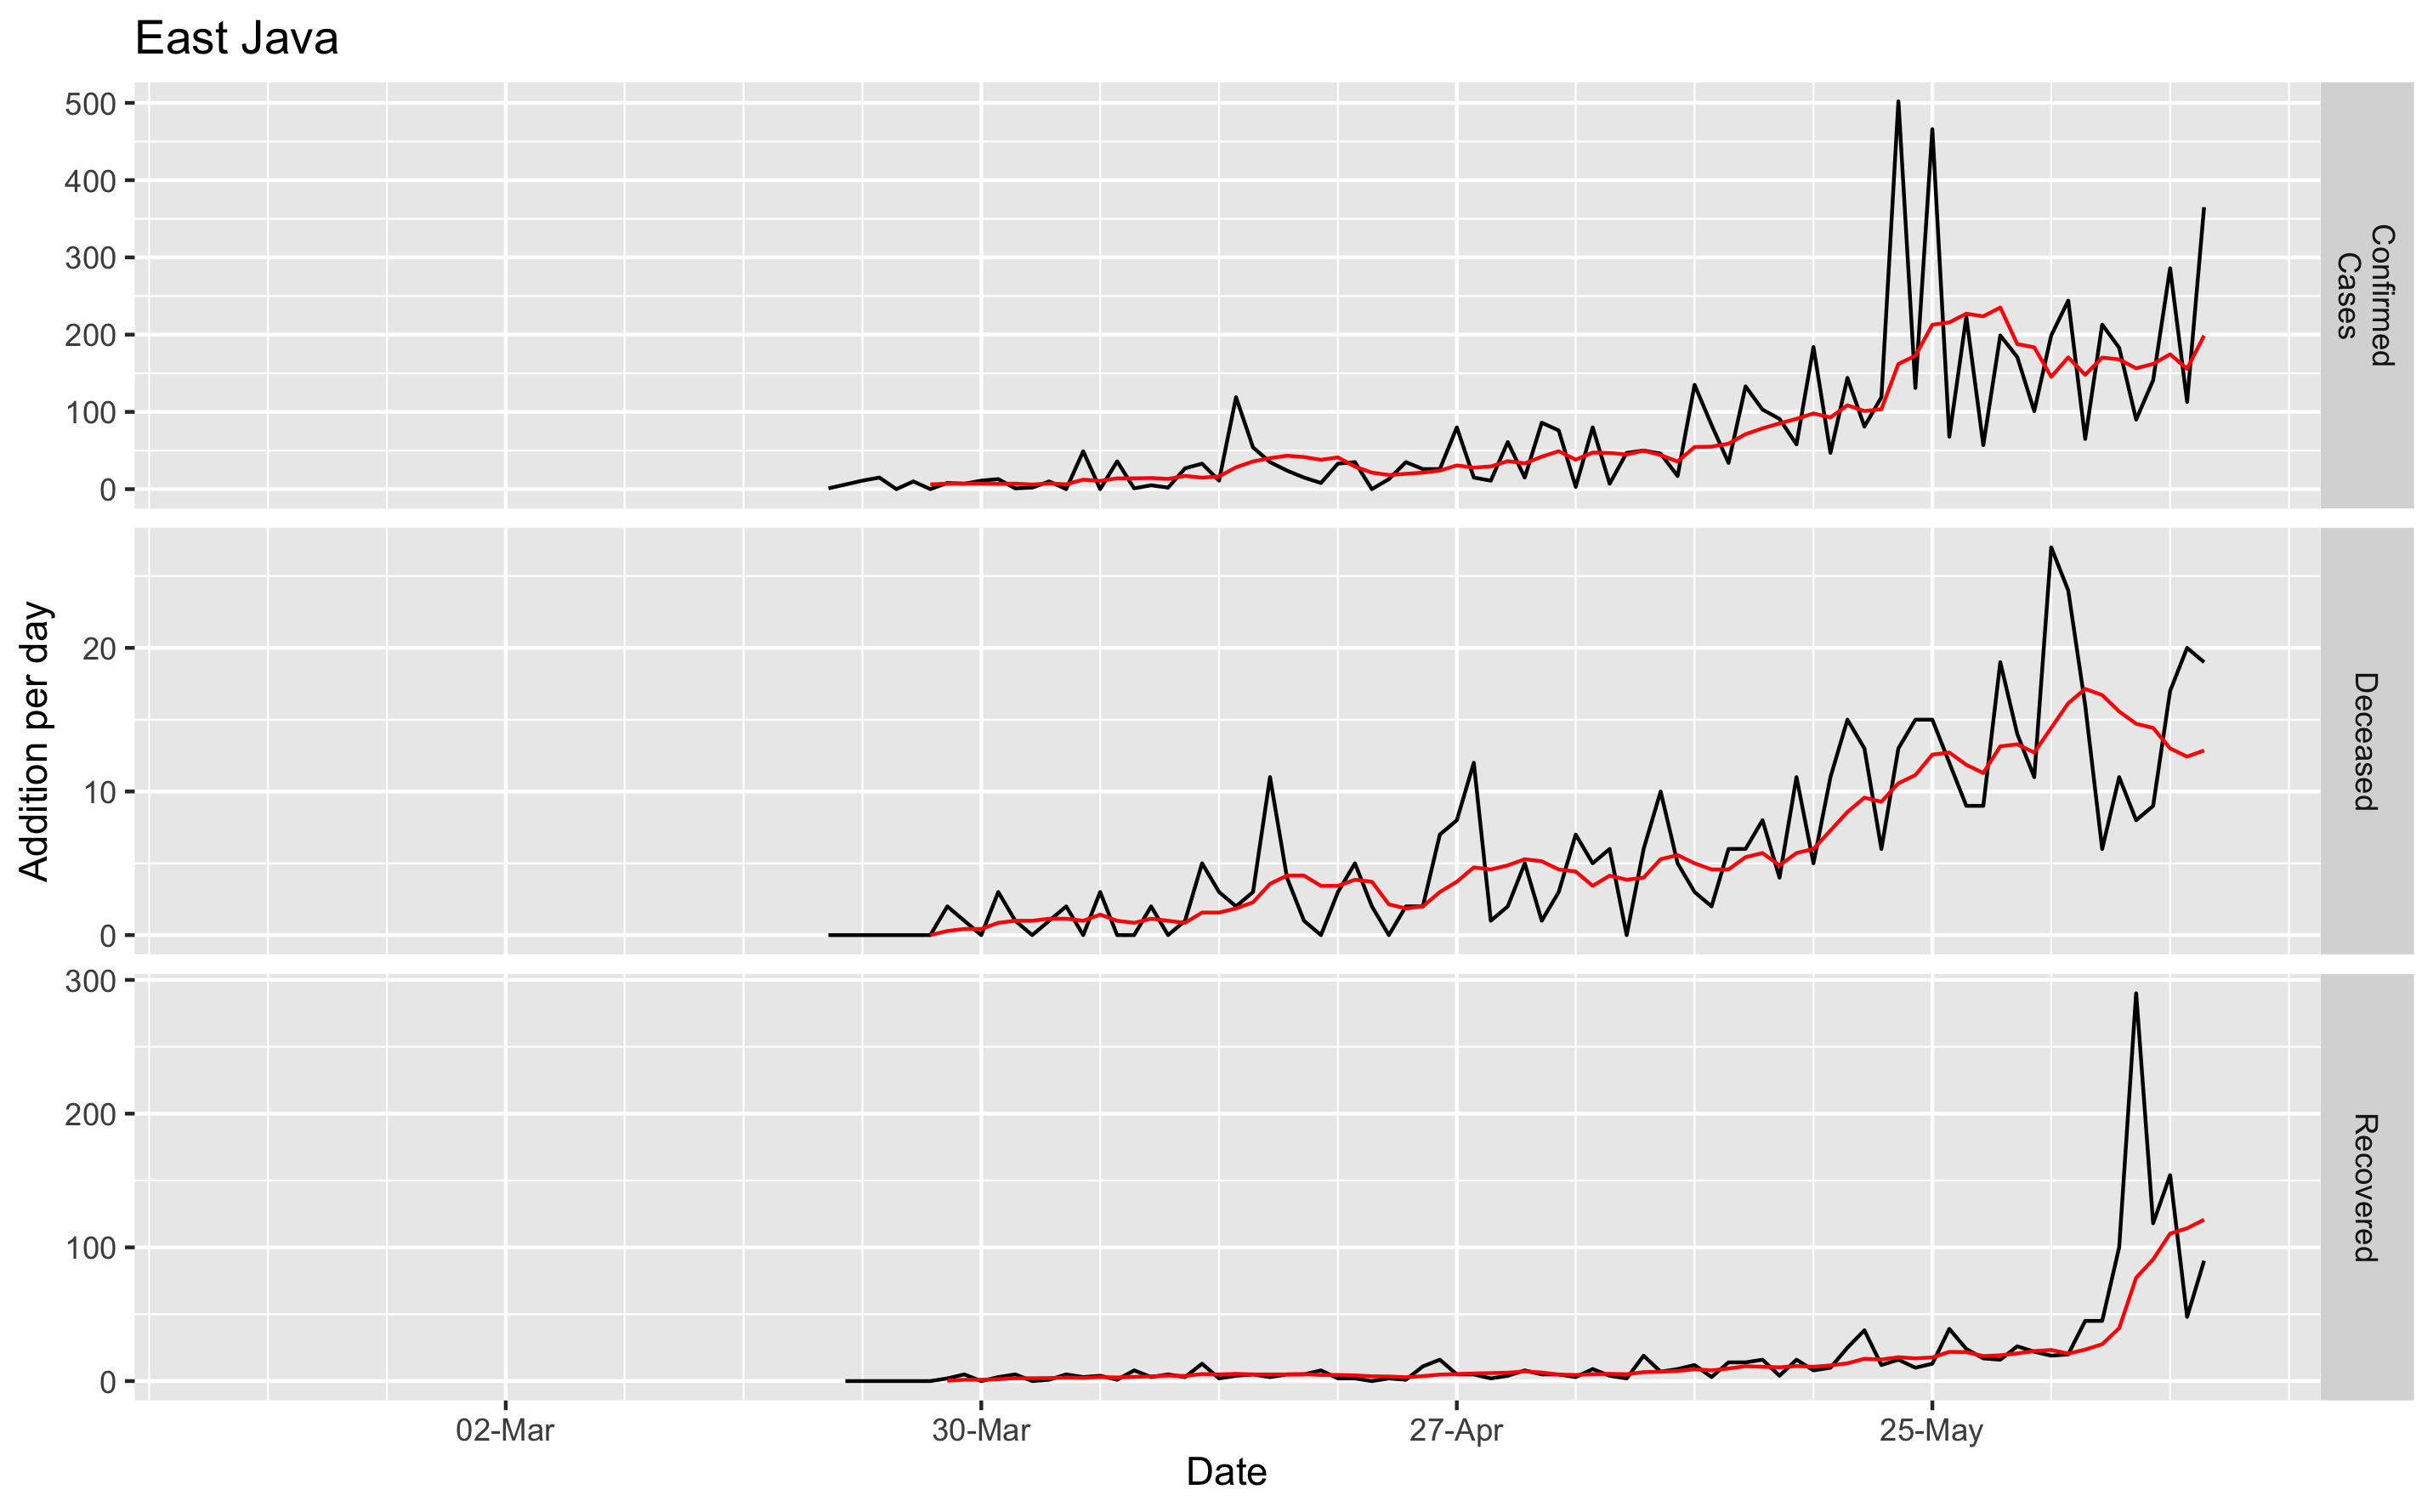 East Java
500
400
300
200
100
0
Confirmed
Cases
Addition per day
20
10
0
Deceased
300
200
100
0
Recovered
02-Mar
30-Mar
27-Apr
25-May
Date